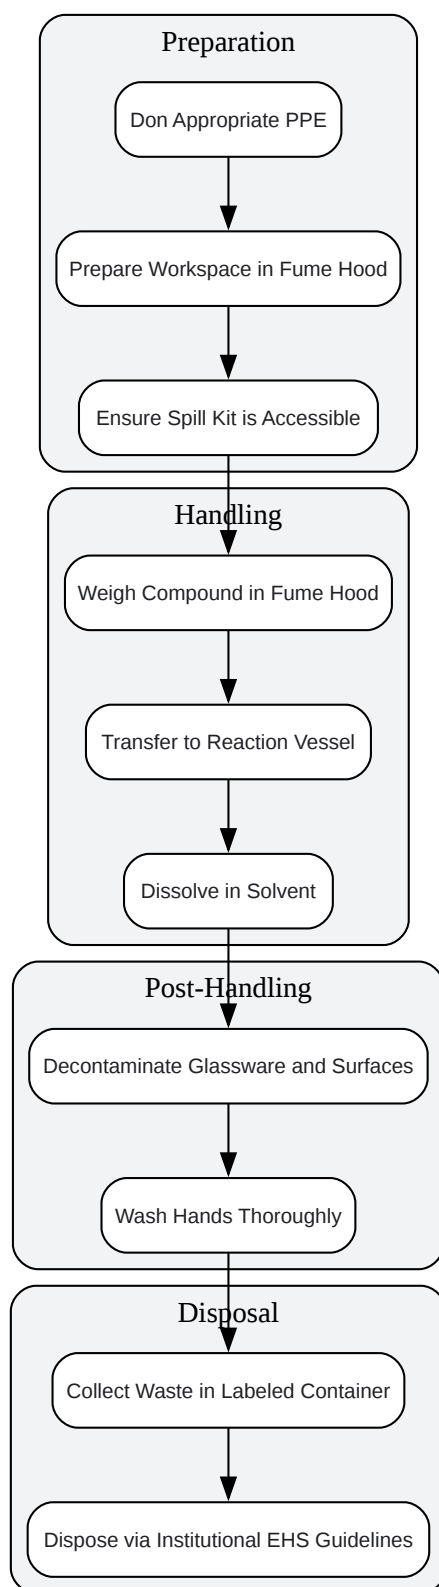 Preparation
Don Appropriate PPE
Prepare Workspace in Fume Hood
Ensure Spill Kit is Accessible
Handling
Weigh Compound in Fume Hood
Transfer to Reaction Vessel
Dissolve in Solvent
Post-Handling
Decontaminate Glassware and Surfaces
Wash Hands Thoroughly
Disposal
Collect Waste in Labeled Container
Dispose via Institutional EHS Guidelines